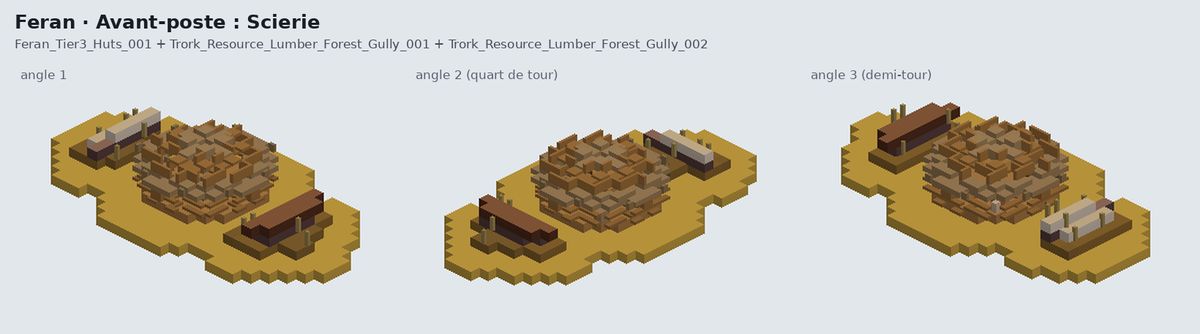 Feran · Avant-poste : Scierie
Feran_Tier3_Huts_001 + Trork_Resource_Lumber_Forest_Gully_001 + Trork_Resource_Lumber_Forest_Gully_002
angle 1
angle 2 (quart de tour)
angle 3 (demi-tour)